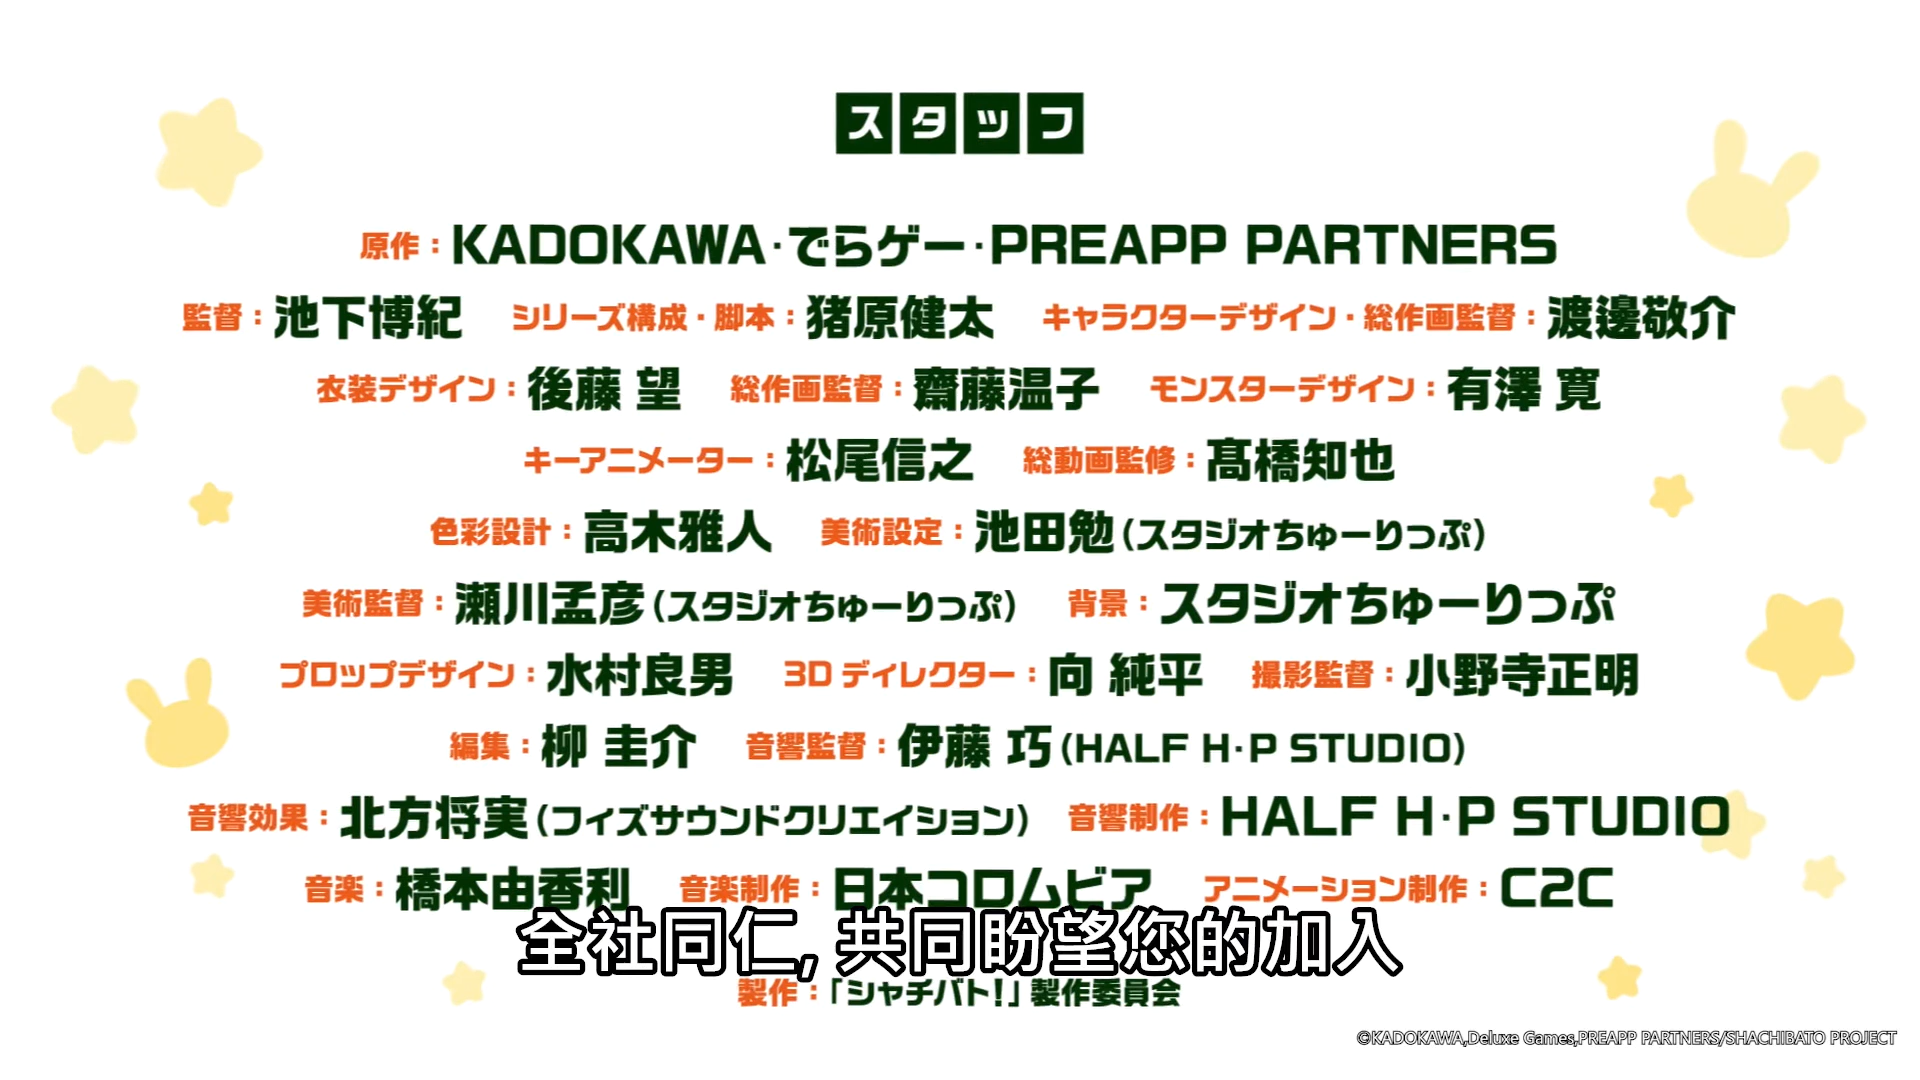 スタッフ
原作：KADOKAWA・でらゲー・PREAPP PARTNERS
監督：池下博紀 シリーズ構成・脚本：猪原健太 キャラクターデザイン・総作画監督：渡邊敬介
衣装デザイン：後藤 望 総作画監督：齋藤温子 モンスターデザイン：有澤 寛
キーアニメーター：松尾信之 総動画監修：髙橋知也
色彩設計：高木雅人 美術設定：池田勉（スタジオちゅーりっぷ）
美術監督：瀬川孟彦（スタジオちゅーりっぷ） 背景：スタジオちゅーりっぷ
プロップデザイン：水村良男 3D ディレクター：向 純平 撮影監督：小野寺正明
編集：柳 圭介 音響監督：伊藤 巧（HALF H・P STUDIO）
音響効果：北方将実（フィズサウンドクリエイション） 音響制作：HALF H・P STUDIO
音楽：橋本由香利 音楽制作：日本コロムビア アニメーション制作：C2C
全社同仁, 共同盼望您的加入
製作：「シャチバト！」製作委員会
©KADOKAWA,Deluxe Games,PREAPP PARTNERS/SHACHIBATO PROJECT